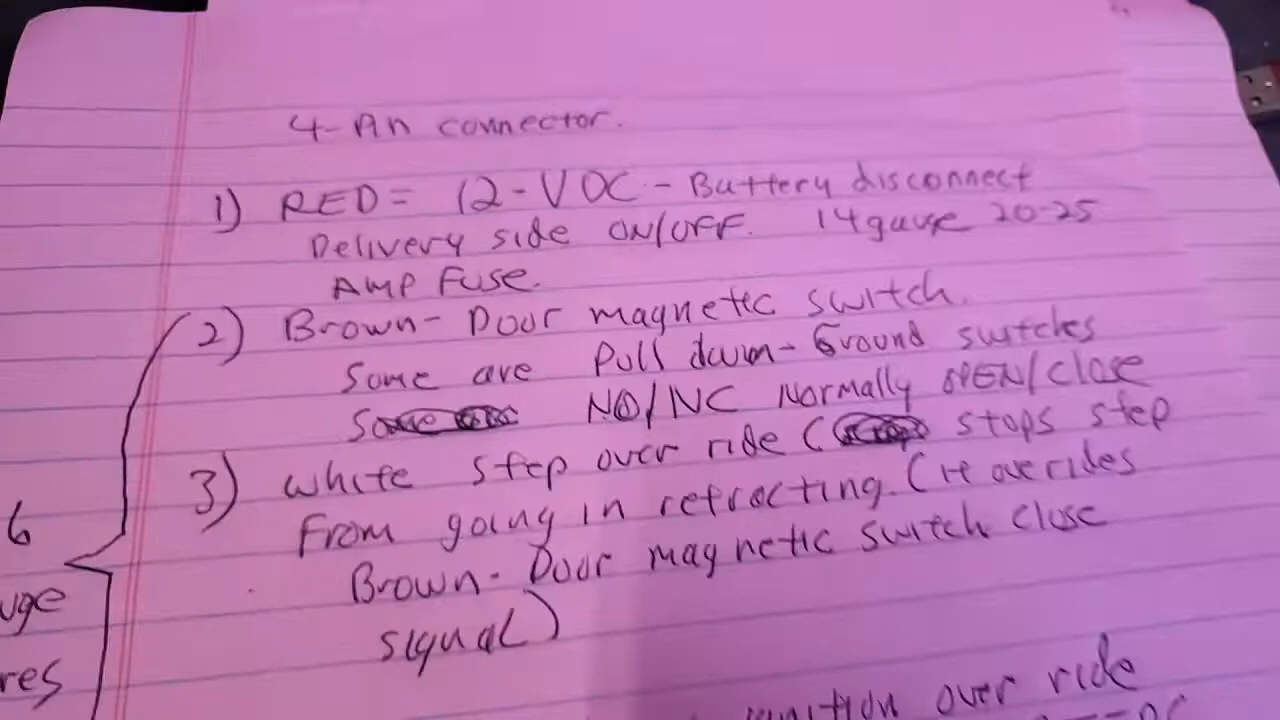 4-An connector.
1) RED = 12-VDC - Battery disconnect
Delivery side ON/OFF. 14 gauge 20-25
AMP Fuse.
2) Brown- Door magnetic switch.
Some are Pull down- Ground switches
NO/NC Normally OPEN/Close
3) White step over ride ( stops step
From going in retracting. (It overrides
Brown- Door magnetic switch close
signal)
6
uge
res
over ride